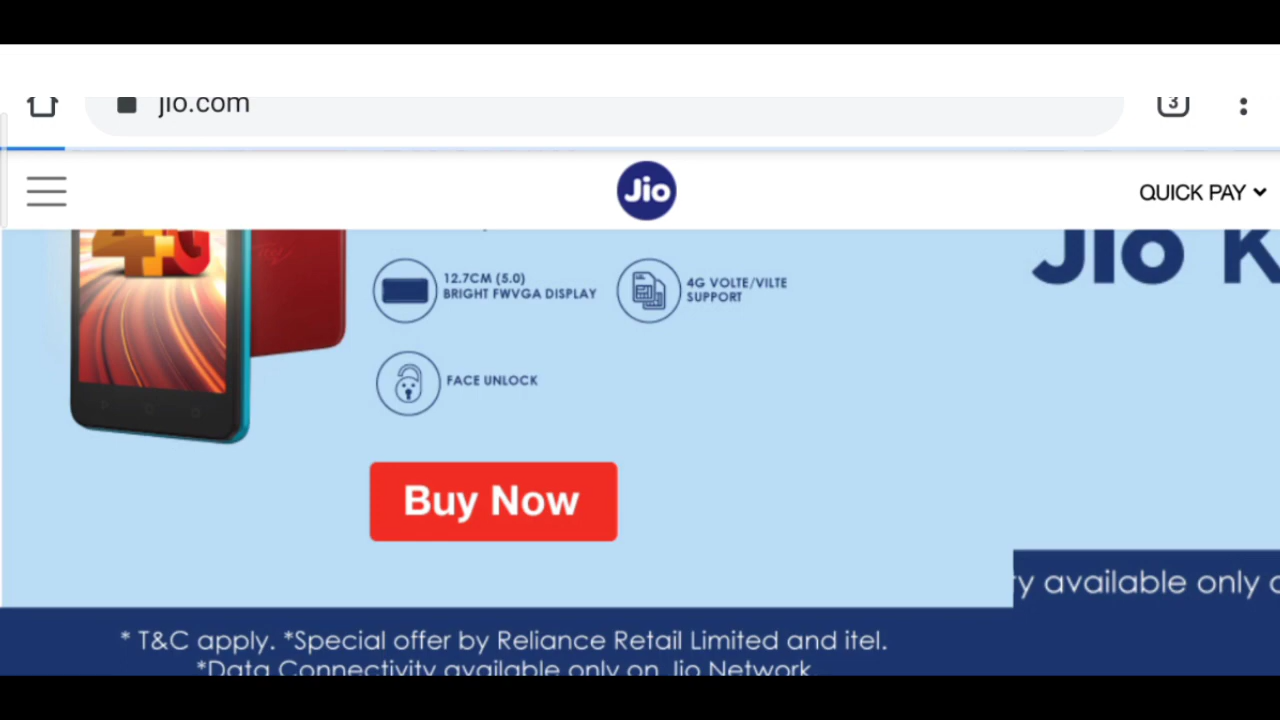 jio.com
3
Jio
QUICK PAY
4G
Jio K
12.7CM (5.0)
BRIGHT FWVGA DISPLAY
4G VOLTE/VILTE
SUPPORT
FACE UNLOCK
Buy Now
y available only
* T&C apply. *Special offer by Reliance Retail Limited and itel.
*Data Connectivity available only on Jio Network.